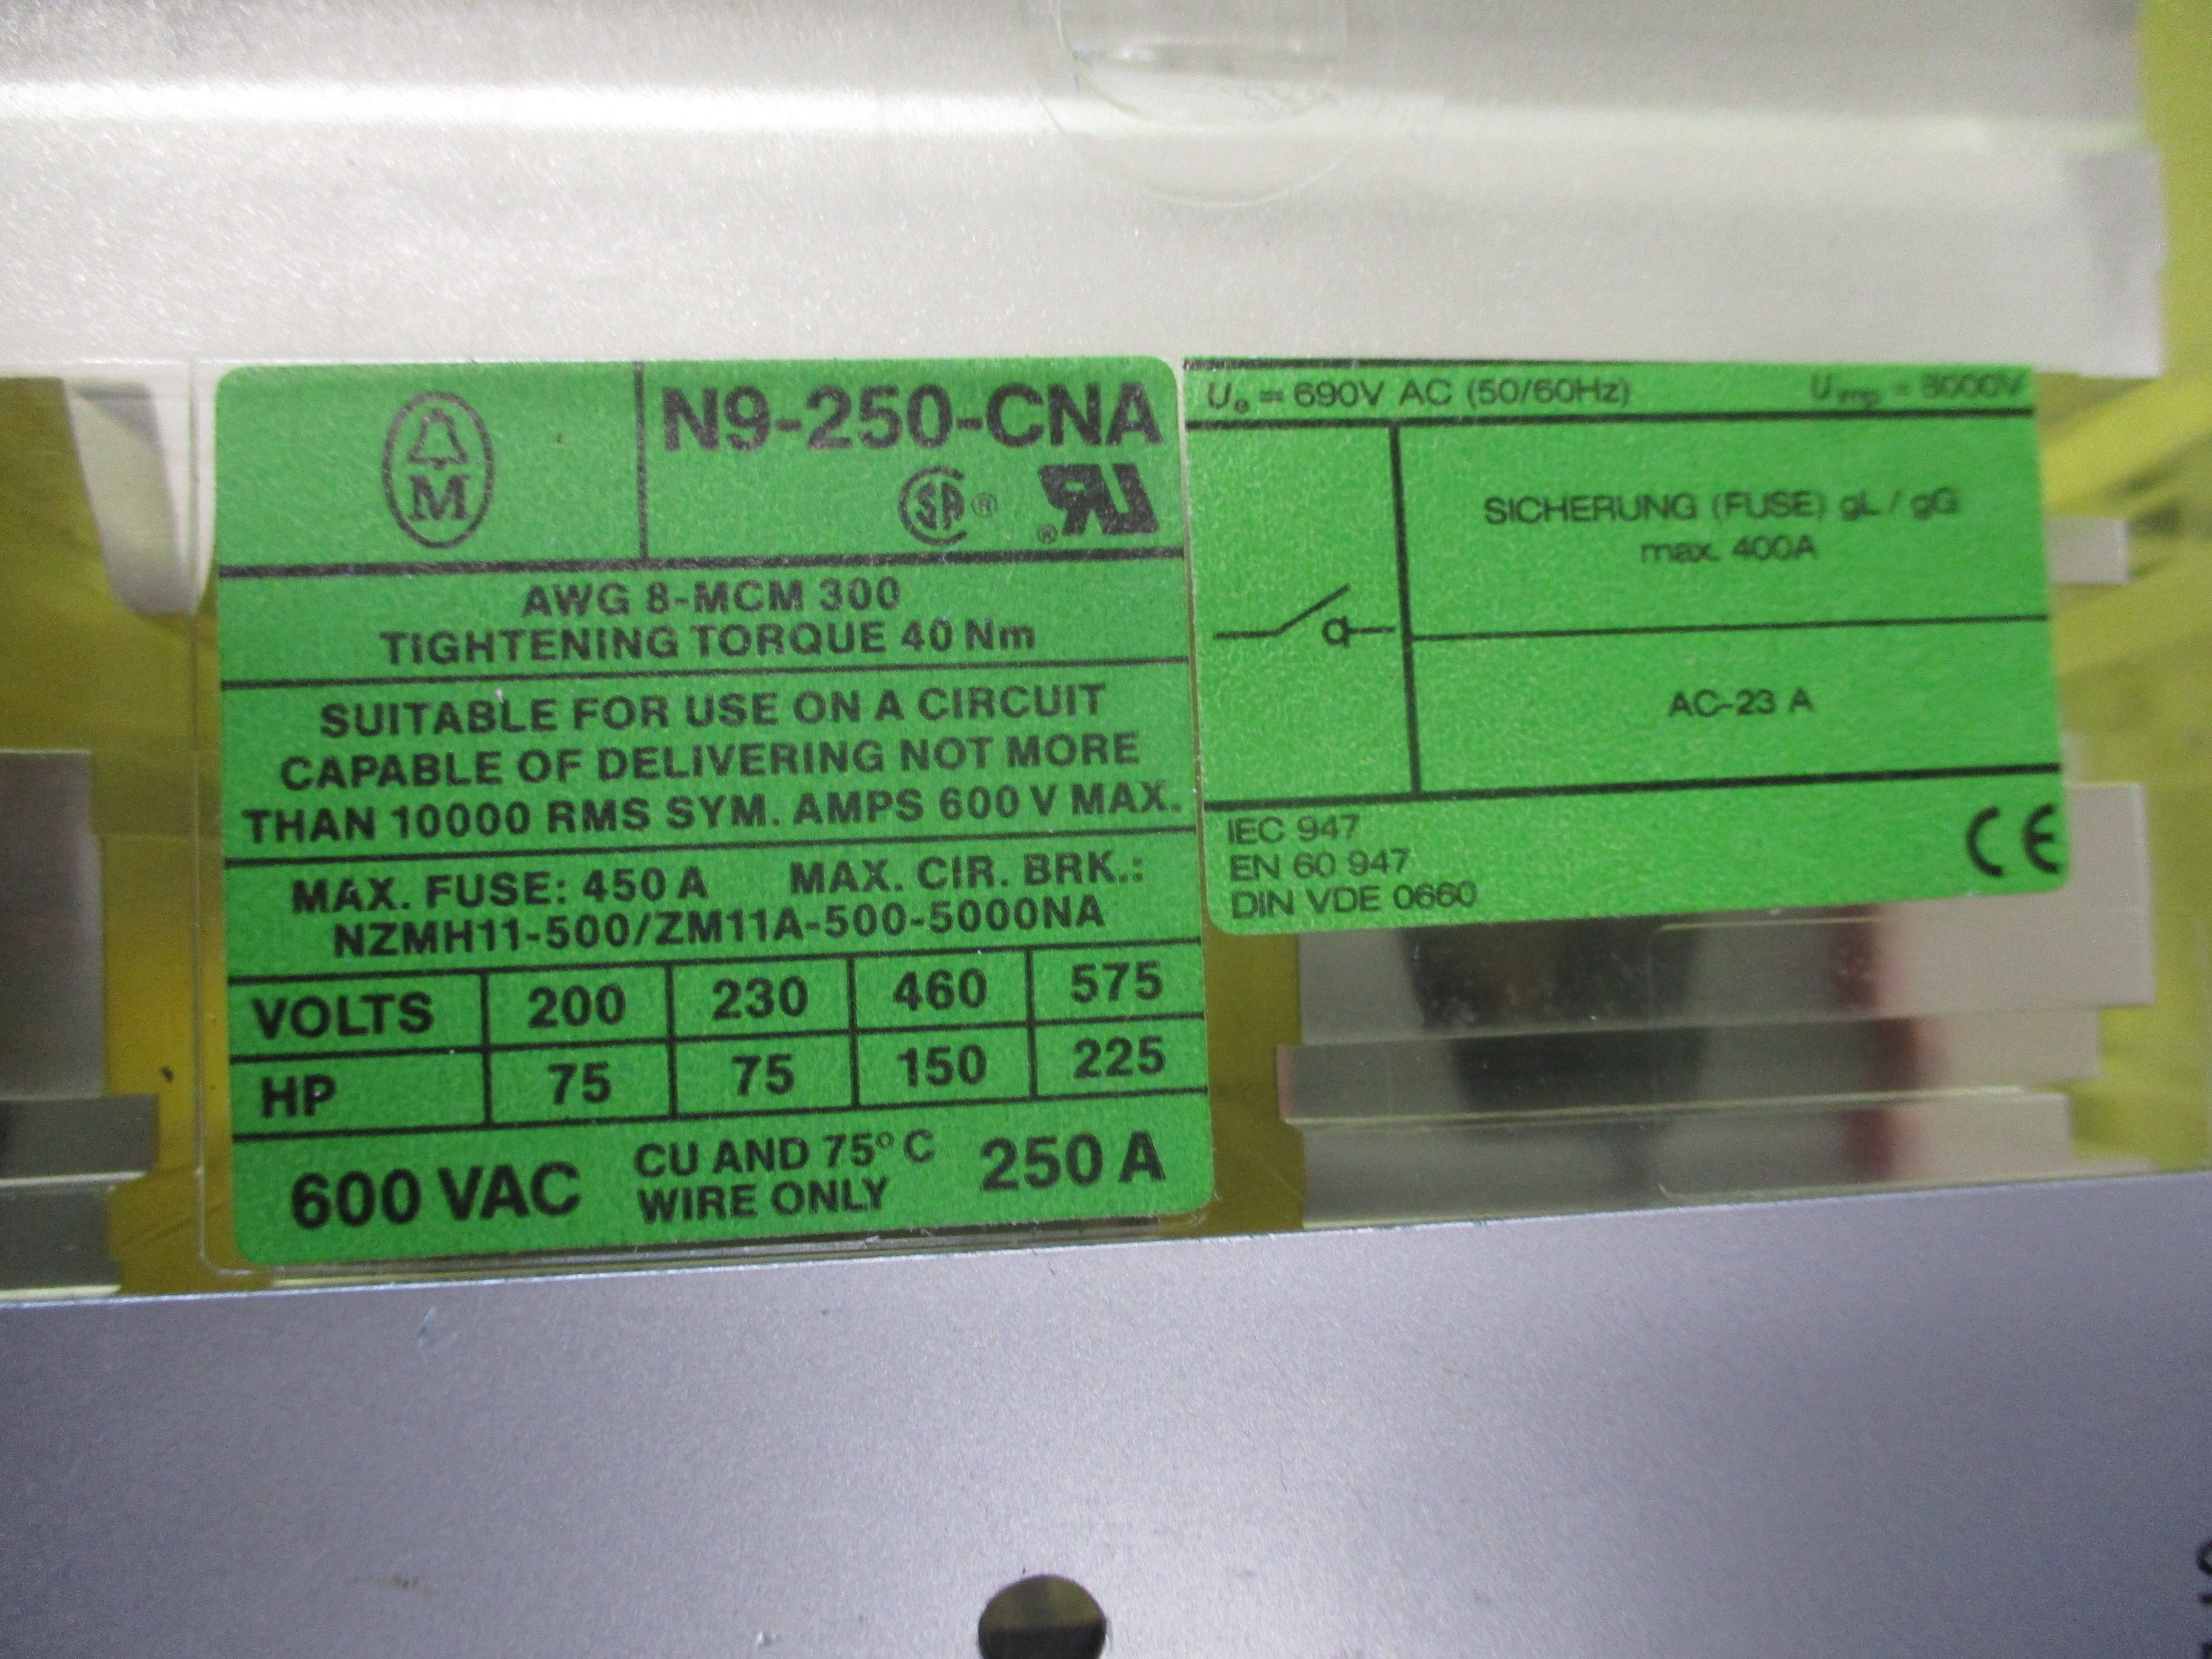 M
N9-250-CNA
SP® RU®
AWG 8-MCM 300
TIGHTENING TORQUE 40 Nm
SUITABLE FOR USE ON A CIRCUIT
CAPABLE OF DELIVERING NOT MORE
THAN 10000 RMS SYM. AMPS 600 V MAX.
MAX. FUSE: 450 A MAX. CIR. BRK.:
NZMH11-500/ZM11A-500-5000NA
VOLTS 200 230 460 575
HP 75 75 150 225
600 VAC CU AND 75° C 250 A
WIRE ONLY
Ue = 690V AC (50/60Hz) Uimp = 8000V
SICHERUNG (FUSE) gL / gG
max. 400A
AC-23 A
IEC 947
EN 60 947
DIN VDE 0660
CE